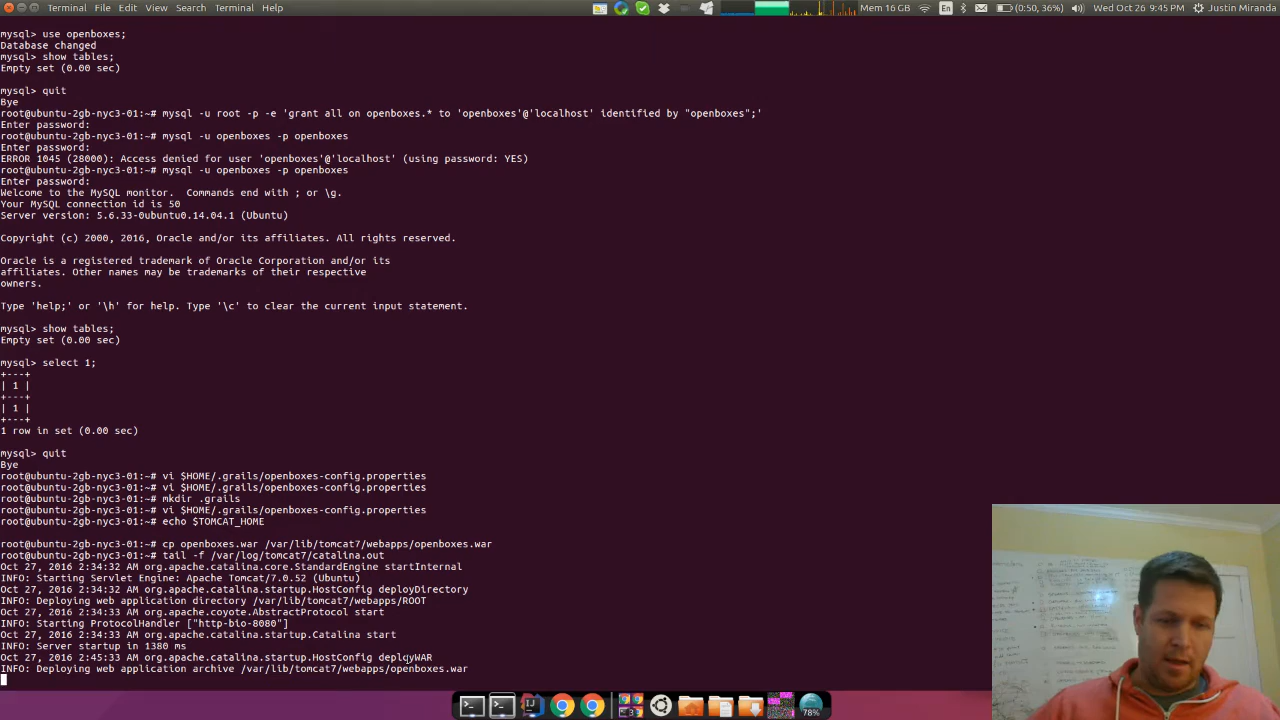 Terminal File Edit View Search Terminal Help Mem 16 GB En (0:50, 36%) Wed Oct 26 9:45 PM Justin Miranda
mysql> use openboxes;
Database changed
mysql> show tables;
Empty set (0.00 sec)
mysql> quit
Bye
root@ubuntu-2gb-nyc3-01:~# mysql -u root -p -e 'grant all on openboxes.* to 'openboxes'@'localhost' identified by "openboxes";'
Enter password:
root@ubuntu-2gb-nyc3-01:~# mysql -u openboxes -p openboxes
Enter password:
ERROR 1045 (28000): Access denied for user 'openboxes'@'localhost' (using password: YES)
root@ubuntu-2gb-nyc3-01:~# mysql -u openboxes -p openboxes
Enter password:
Welcome to the MySQL monitor.  Commands end with ; or \g.
Your MySQL connection id is 50
Server version: 5.6.33-0ubuntu0.14.04.1 (Ubuntu)
Copyright (c) 2000, 2016, Oracle and/or its affiliates. All rights reserved.
Oracle is a registered trademark of Oracle Corporation and/or its
affiliates. Other names may be trademarks of their respective
owners.
Type 'help;' or '\h' for help. Type '\c' to clear the current input statement.
mysql> show tables;
Empty set (0.00 sec)
mysql> select 1;
+---+
| 1 |
+---+
| 1 |
+---+
1 row in set (0.00 sec)
mysql> quit
Bye
root@ubuntu-2gb-nyc3-01:~# vi $HOME/.grails/openboxes-config.properties
root@ubuntu-2gb-nyc3-01:~# vi $HOME/.grails/openboxes-config.properties
root@ubuntu-2gb-nyc3-01:~# mkdir .grails
root@ubuntu-2gb-nyc3-01:~# vi $HOME/.grails/openboxes-config.properties
root@ubuntu-2gb-nyc3-01:~# echo $TOMCAT_HOME
root@ubuntu-2gb-nyc3-01:~# cp openboxes.war /var/lib/tomcat7/webapps/openboxes.war
root@ubuntu-2gb-nyc3-01:~# tail -f /var/log/tomcat7/catalina.out
Oct 27, 2016 2:34:32 AM org.apache.catalina.core.StandardEngine startInternal
INFO: Starting Servlet Engine: Apache Tomcat/7.0.52 (Ubuntu)
Oct 27, 2016 2:34:32 AM org.apache.catalina.startup.HostConfig deployDirectory
INFO: Deploying web application directory /var/lib/tomcat7/webapps/ROOT
Oct 27, 2016 2:34:33 AM org.apache.coyote.AbstractProtocol start
INFO: Starting ProtocolHandler ["http-bio-8080"]
Oct 27, 2016 2:34:33 AM org.apache.catalina.startup.Catalina start
INFO: Server startup in 1380 ms
Oct 27, 2016 2:45:33 AM org.apache.catalina.startup.HostConfig deployWAR
INFO: Deploying web application archive /var/lib/tomcat7/webapps/openboxes.war
78%